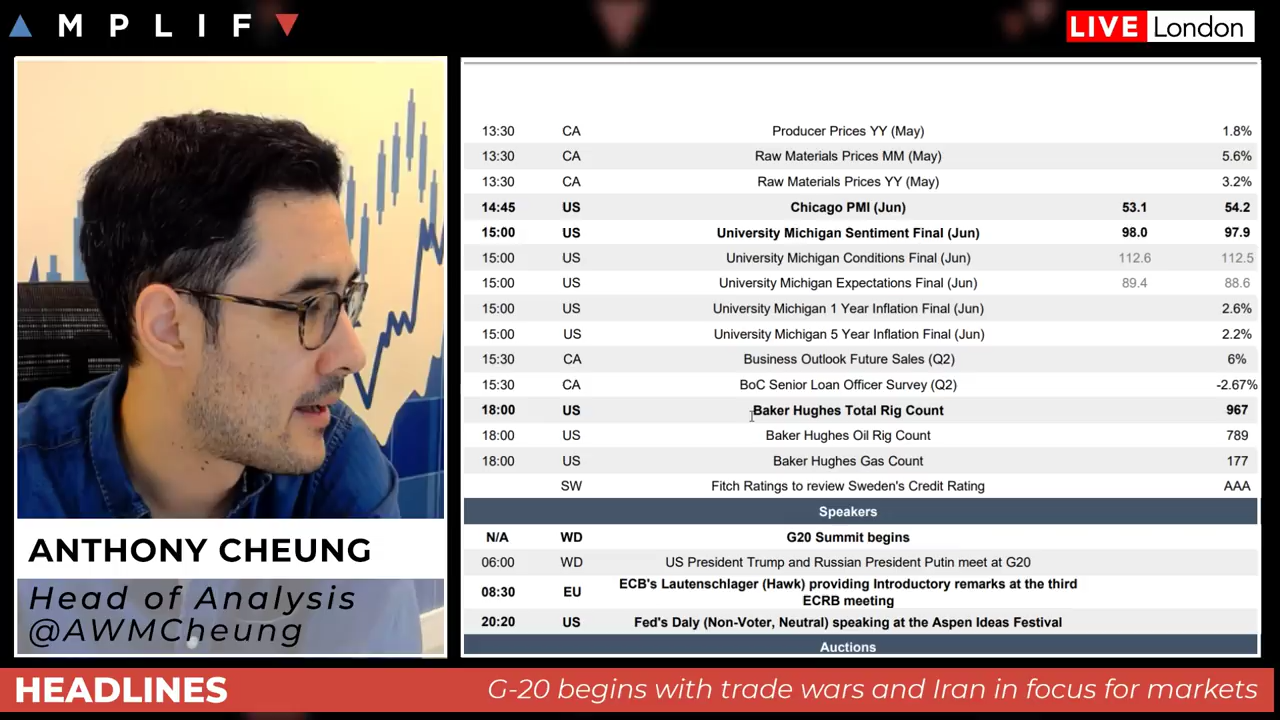 MPLIF
LIVE London
13:30 CA Producer Prices YY (May) 1.8%
13:30 CA Raw Materials Prices MM (May) 5.6%
13:30 CA Raw Materials Prices YY (May) 3.2%
14:45 US Chicago PMI (Jun) 53.1 54.2
15:00 US University Michigan Sentiment Final (Jun) 98.0 97.9
15:00 US University Michigan Conditions Final (Jun) 112.6 112.5
15:00 US University Michigan Expectations Final (Jun) 89.4 88.6
15:00 US University Michigan 1 Year Inflation Final (Jun) 2.6%
15:00 US University Michigan 5 Year Inflation Final (Jun) 2.2%
15:30 CA Business Outlook Future Sales (Q2) 6%
15:30 CA BoC Senior Loan Officer Survey (Q2) -2.67%
18:00 US Baker Hughes Total Rig Count 967
18:00 US Baker Hughes Oil Rig Count 789
18:00 US Baker Hughes Gas Count 177
SW Fitch Ratings to review Sweden's Credit Rating AAA
Speakers
N/A WD G20 Summit begins
06:00 WD US President Trump and Russian President Putin meet at G20
08:30 EU ECB's Lautenschlager (Hawk) providing Introductory remarks at the third
ECRB meeting
20:20 US Fed's Daly (Non-Voter, Neutral) speaking at the Aspen Ideas Festival
Auctions
ANTHONY CHEUNG
Head of Analysis
@AWMCheung
HEADLINES G-20 begins with trade wars and Iran in focus for markets